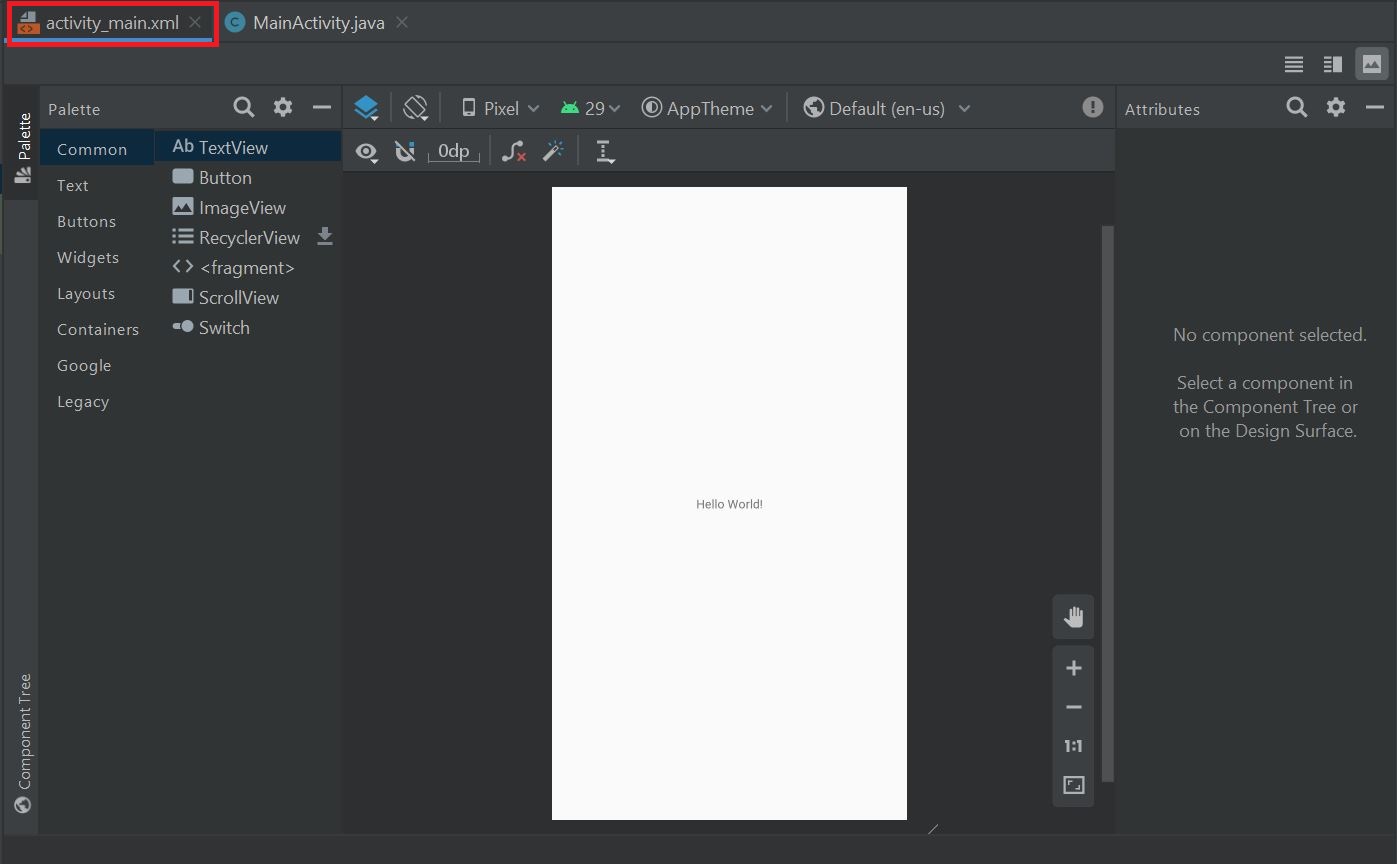 activity_main.xml
MainActivity.java
Palette
Palette
Pixel
29
AppTheme
Default (en-us)
Attributes
0dp
Common
Text
Buttons
Widgets
Layouts
Containers
Google
Legacy
Ab TextView
Button
ImageView
RecyclerView
<fragment>
ScrollView
Switch
Hello World!
No component selected.
Select a component in
the Component Tree or
on the Design Surface.
1:1
Component Tree